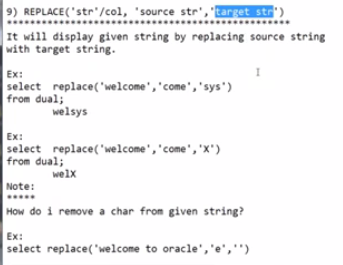 9) REPLACE('str'/col, 'source str','target str')
*****************************************************
It will display given string by replacing source string
with target string.
Ex:
select  replace('welcome','come','sys')
from dual;
welsys
Ex:
select  replace('welcome','come','X')
from dual;
welX
Note:
*****
How do i remove a char from given string?
Ex:
select replace('welcome to oracle','e','')